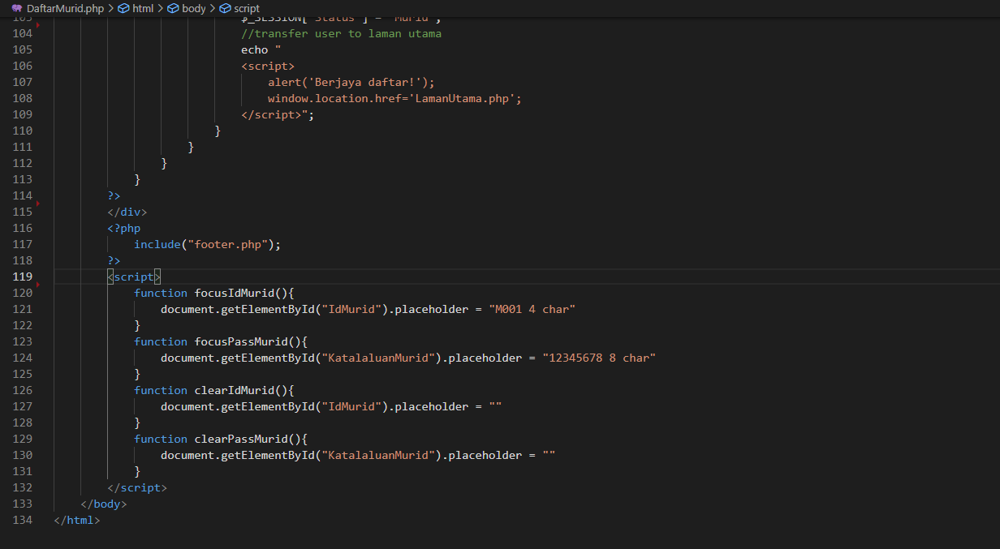 DaftarMurid.php > html > body > script
103 $_SESSION['Status'] = 'Murid';
104 //transfer user to laman utama
105 echo "
106 <script>
107 alert('Berjaya daftar!');
108 window.location.href='LamanUtama.php';
109 </script>";
110 }
111 }
112 }
113 }
114 ?>
115 </div>
116 <?php
117 include("footer.php");
118 ?>
119 <script>
120 function focusIdMurid(){
121 document.getElementById("IdMurid").placeholder = "M001 4 char"
122 }
123 function focusPassMurid(){
124 document.getElementById("KatalaluanMurid").placeholder = "12345678 8 char"
125 }
126 function clearIdMurid(){
127 document.getElementById("IdMurid").placeholder = ""
128 }
129 function clearPassMurid(){
130 document.getElementById("KatalaluanMurid").placeholder = ""
131 }
132 </script>
133 </body>
134 </html>